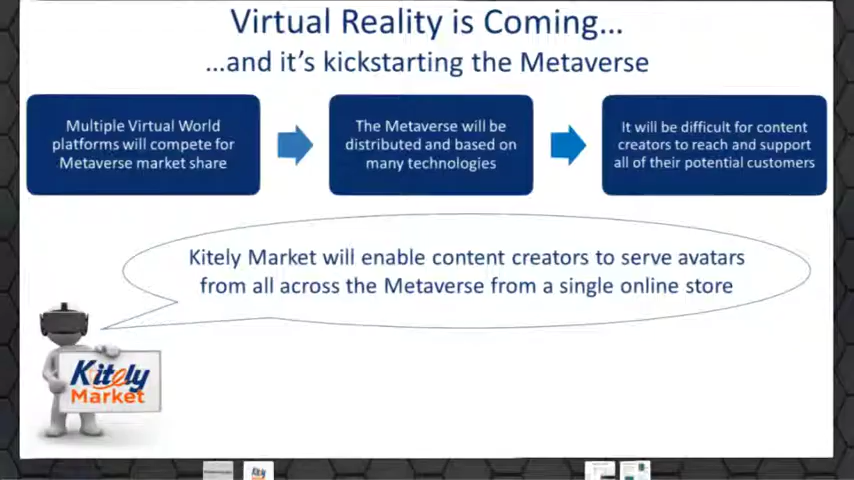 Virtual Reality is Coming...
...and it's kickstarting the Metaverse
Multiple Virtual World
platforms will compete for
Metaverse market share
The Metaverse will be
distributed and based on
many technologies
It will be difficult for content
creators to reach and support
all of their potential customers
Kitely Market will enable content creators to serve avatars
from all across the Metaverse from a single online store
Kitely
Market
Kitely